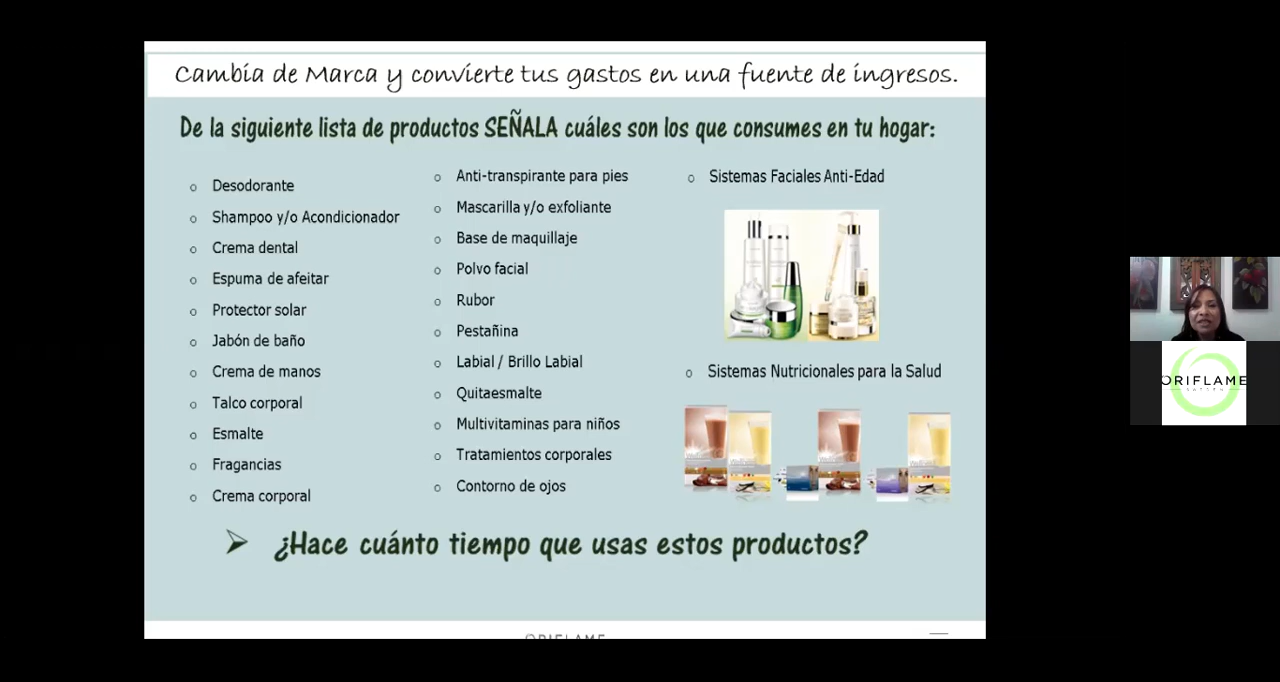 Cambia de Marca y convierte tus gastos en una fuente de ingresos.
De la siguiente lista de productos SEÑALA cuáles son los que consumes en tu hogar:
Desodorante
Shampoo y/o Acondicionador
Crema dental
Espuma de afeitar
Protector solar
Jabón de baño
Crema de manos
Talco corporal
Esmalte
Fragancias
Crema corporal
Anti-transpirante para pies
Mascarilla y/o exfoliante
Base de maquillaje
Polvo facial
Rubor
Pestañina
Labial / Brillo Labial
Quitaesmalte
Multivitaminas para niños
Tratamientos corporales
Contorno de ojos
Sistemas Faciales Anti-Edad
Sistemas Nutricionales para la Salud
¿Hace cuánto tiempo que usas estos productos?
ORIFLAME
ORIFLAME
SWEDEN